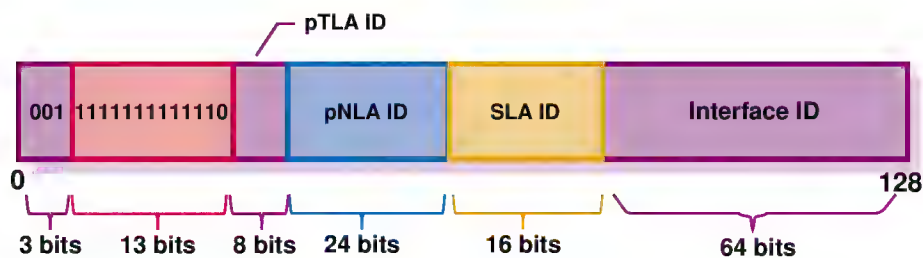 pTLA ID
001 1111111111110 pNLA ID SLA ID Interface ID
0 128
3 bits 13 bits 8 bits 24 bits 16 bits 64 bits